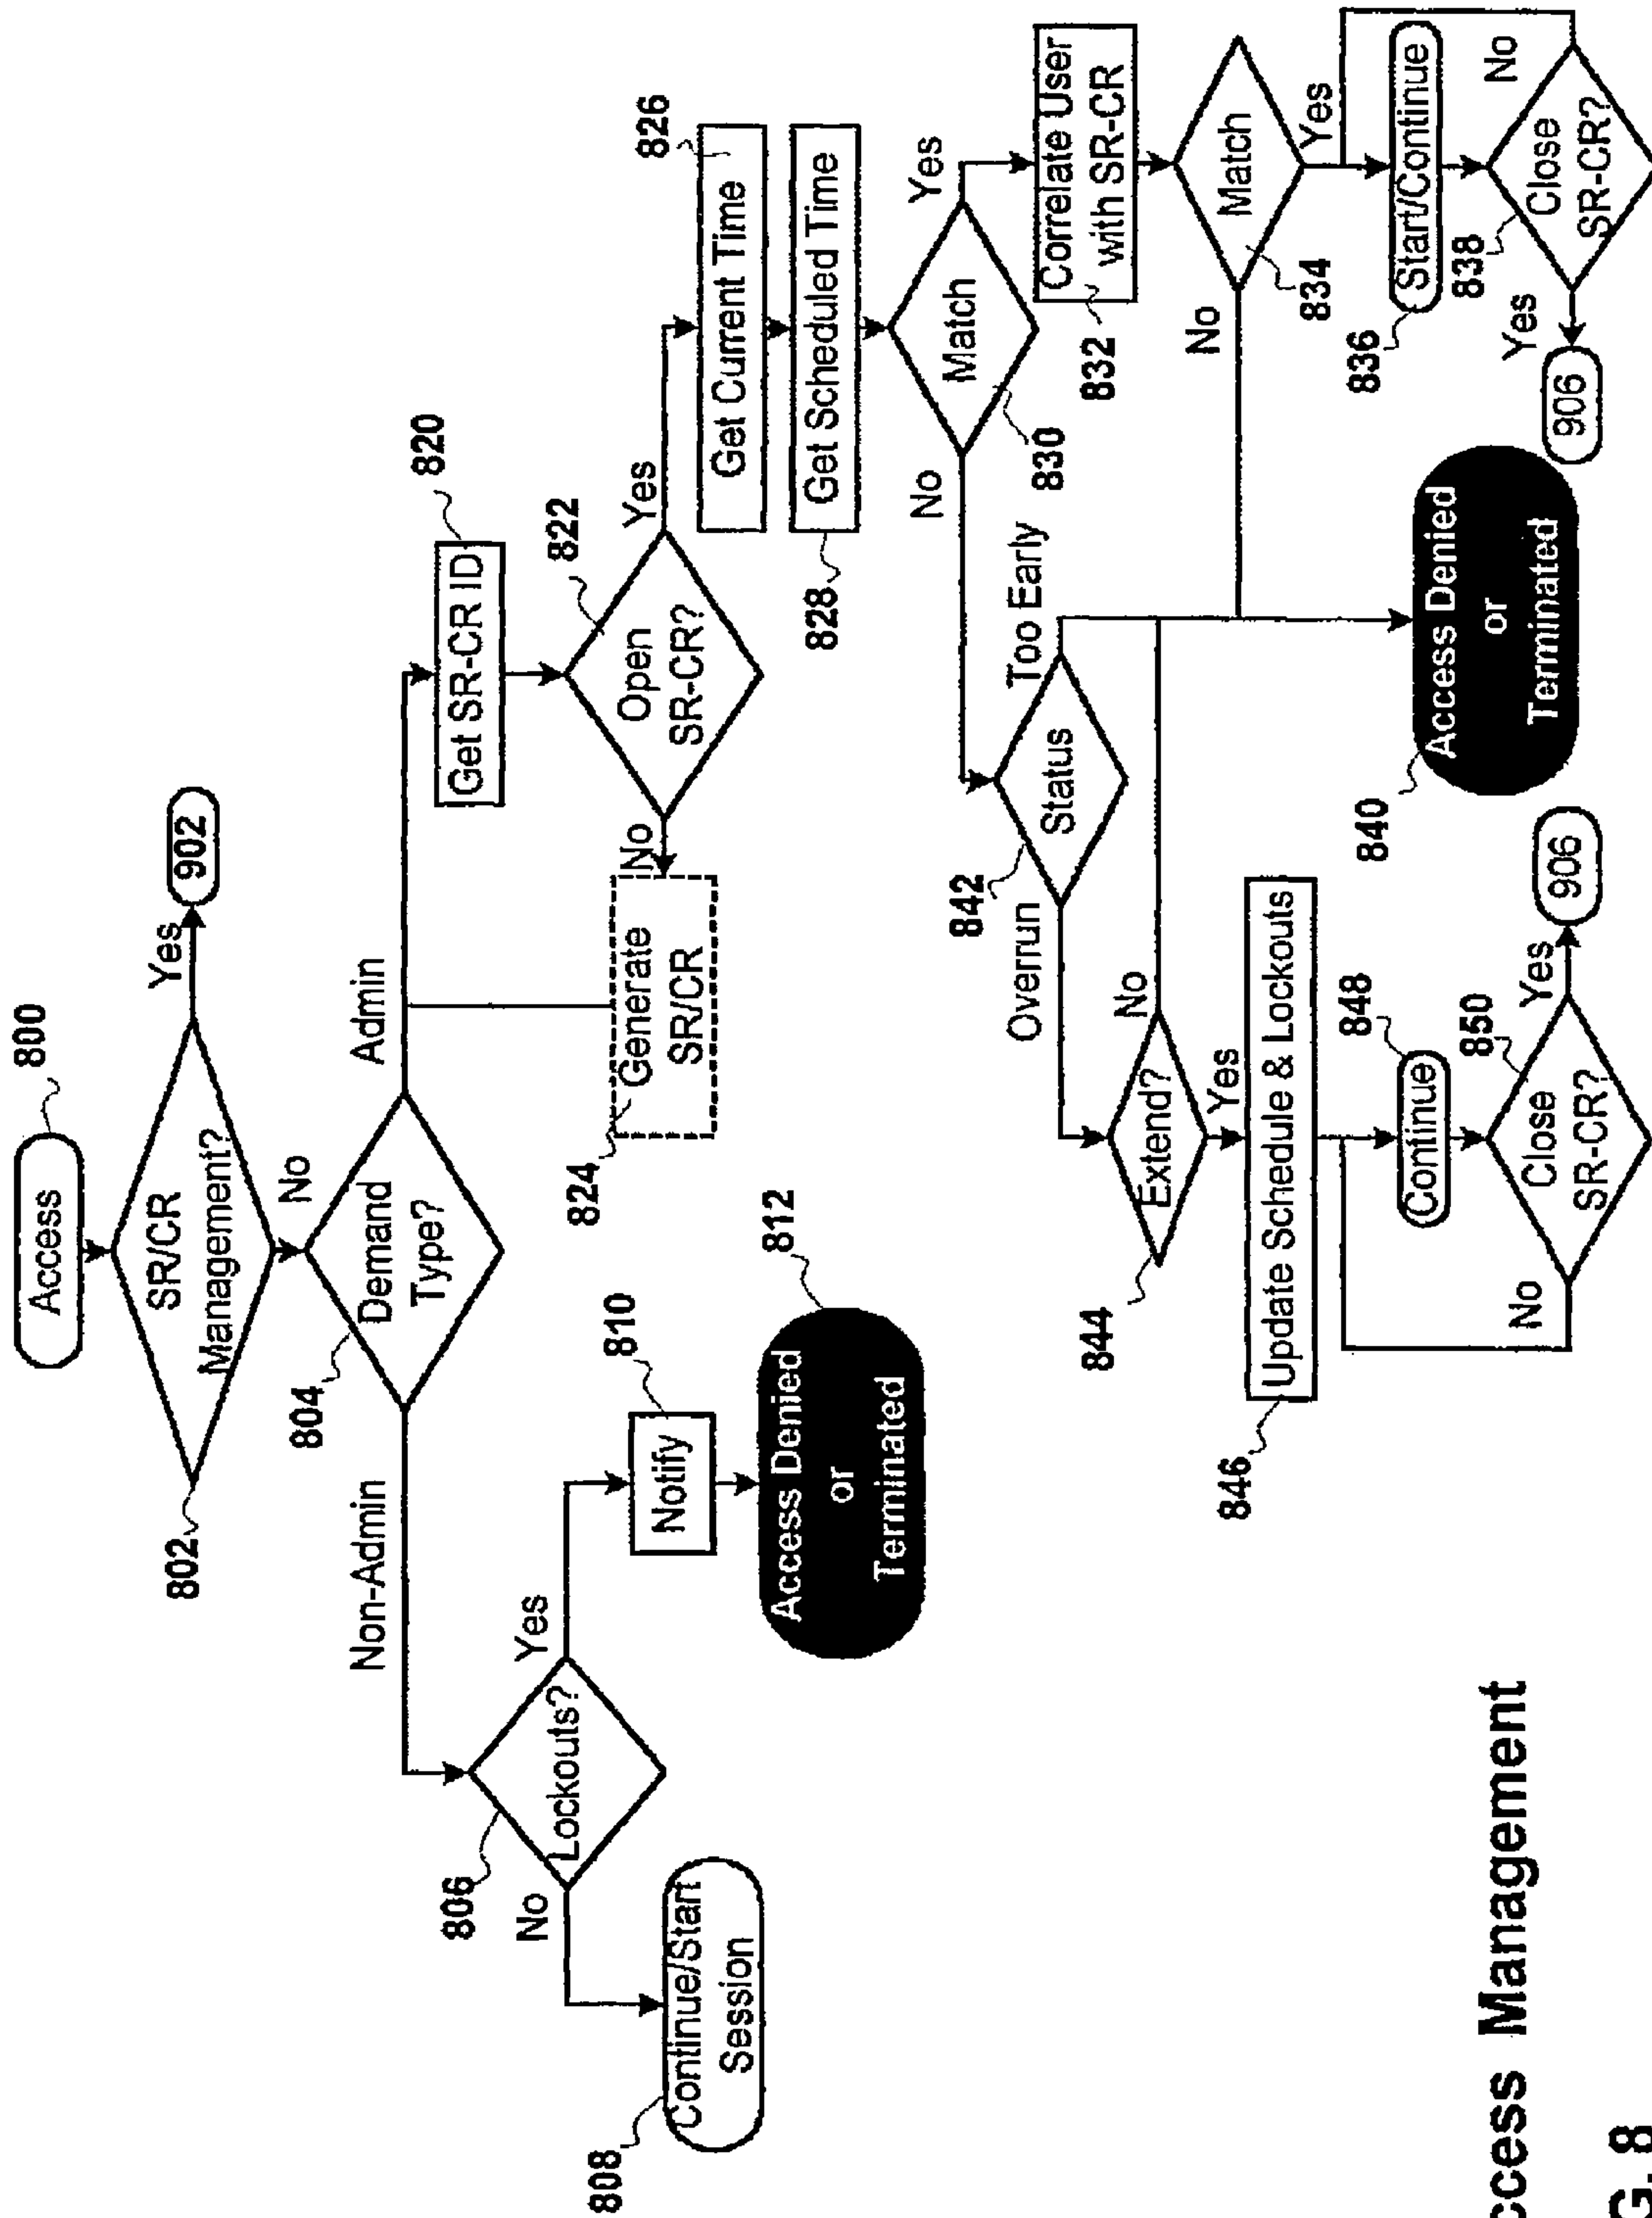 800
Access
SR/CR
Management?
Yes
902
802
No
804
Demand
Type?
Admin
Non-Admin
806
Lockouts?
No
Yes
808
Continue/Start
Session
810
Notify
812
Access Denied
or
Terminated
820
Get SR-CR ID
822
Open
SR-CR?
No
Yes
824
Generate
SR/CR
826
Get Current Time
828
Get Scheduled Time
Match
830
No
Yes
832
Correlate User
with SR-CR
Match
834
No
Yes
836
Start/Continue
838
Close
SR-CR?
Yes
No
906
842
Status
Too Early
Overrun
844
Extend?
No
Yes
846
Update Schedule & Lockouts
848
Continue
850
Close
SR-CR?
No
Yes
906
840
Access Denied
or
Terminated
ccess Management
G. 8